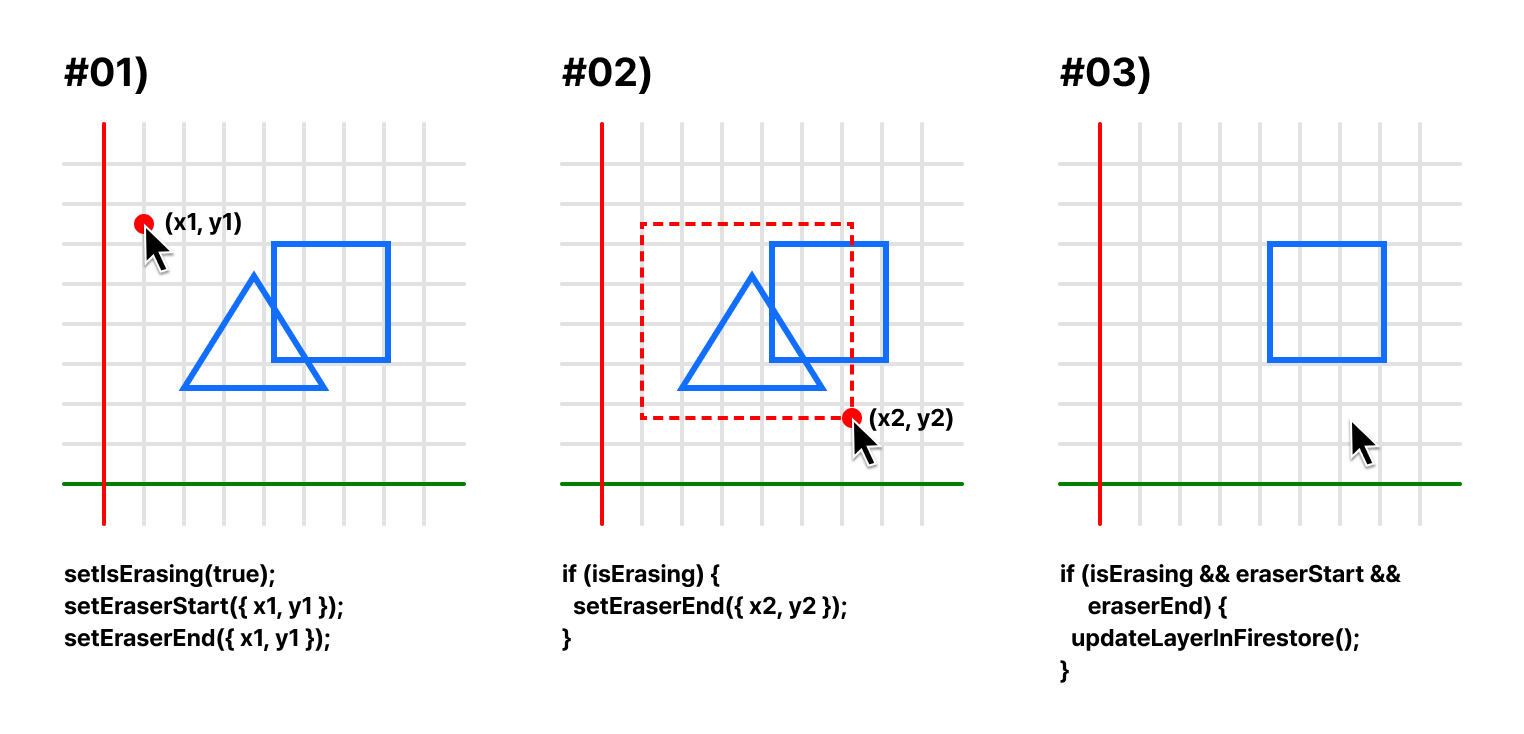 #01)
(x1, y1)
setIsErasing(true);
setEraserStart({ x1, y1 });
setEraserEnd({ x1, y1 });
#02)
(x2, y2)
if (isErasing) {
  setEraserEnd({ x2, y2 });
}
#03)
if (isErasing && eraserStart &&
    eraserEnd) {
  updateLayerInFirestore();
}